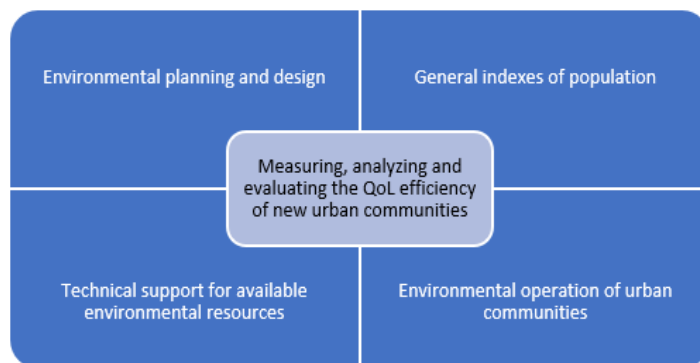 Environmental planning and design
General indexes of population
Measuring, analyzing and
evaluating the QoL efficiency
of new urban communities
Technical support for available
environmental resources
Environmental operation of urban
communities